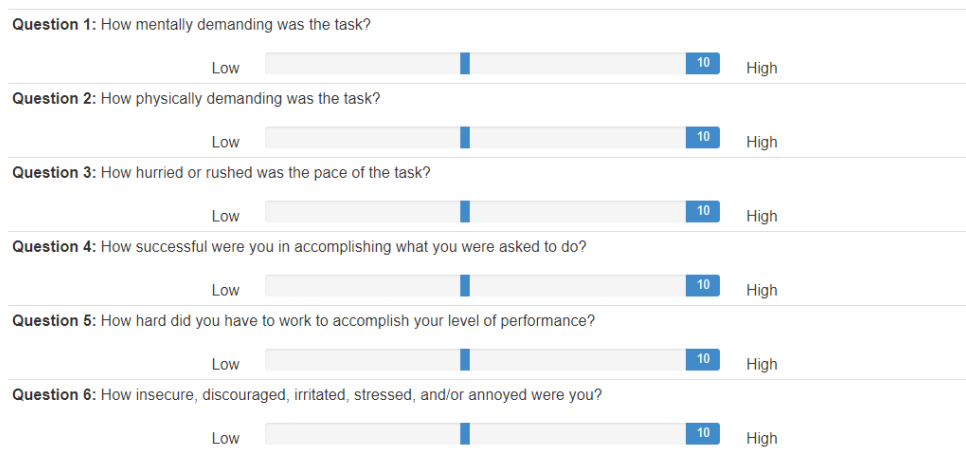 Question 1: How mentally demanding was the task?
Low 10 High
Question 2: How physically demanding was the task?
Low 10 High
Question 3: How hurried or rushed was the pace of the task?
Low 10 High
Question 4: How successful were you in accomplishing what you were asked to do?
Low 10 High
Question 5: How hard did you have to work to accomplish your level of performance?
Low 10 High
Question 6: How insecure, discouraged, irritated, stressed, and/or annoyed were you?
Low 10 High